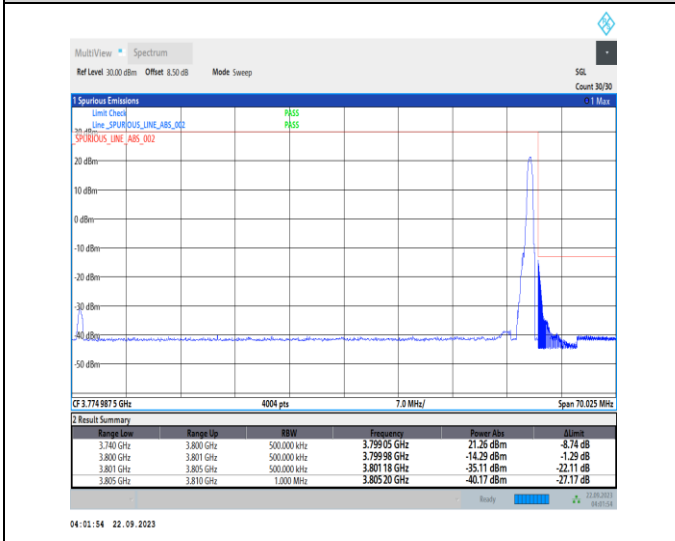 MultiView Spectrum
Ref Level 30.00 dBm Offset 8.50 dB Mode Sweep SGL
Count 30/30
1 Spurious Emissions 1 Max
Limit Check PASS
Line _SPURIOUS_LINE_ABS_002 PASS
30 dBm
_SPURIOUS_LINE_ABS_002
20 dBm
10 dBm
0 dBm
-10 dBm
-20 dBm
-30 dBm
-40 dBm
-50 dBm
CF 3.774 987 5 GHz 4004 pts 7.0 MHz/ Span 70.025 MHz
2 Result Summary
Range Low Range Up RBW Frequency Power Abs ΔLimit
3.740 GHz 3.800 GHz 500.000 kHz 3.799 05 GHz 21.26 dBm -8.74 dB
3.800 GHz 3.801 GHz 500.000 kHz 3.799 98 GHz -14.29 dBm -1.29 dB
3.801 GHz 3.805 GHz 500.000 kHz 3.801 18 GHz -35.11 dBm -22.11 dB
3.805 GHz 3.810 GHz 1.000 MHz 3.805 20 GHz -40.17 dBm -27.17 dB
Ready 22.09.2023
04:01:54
04:01:54 22.09.2023